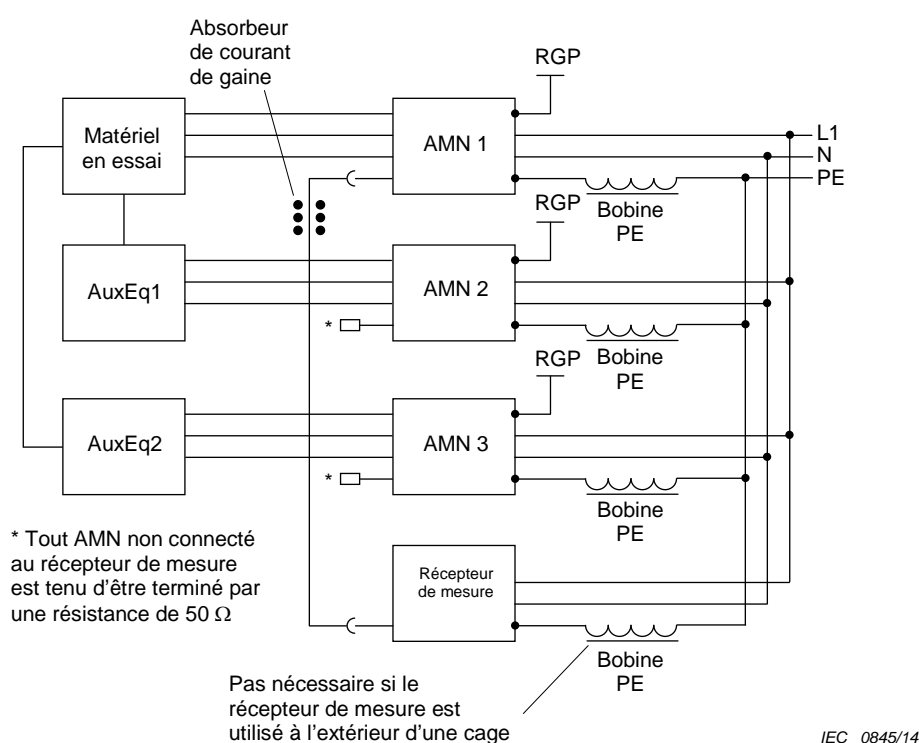 Absorbeur
de courant
de gaine
RGP
Matériel
en essai
AMN 1
L1
N
PE
Bobine
PE
RGP
AuxEq1
AMN 2
*
Bobine
PE
RGP
AuxEq2
AMN 3
*
Bobine
PE
* Tout AMN non connecté
au récepteur de mesure
est tenu d'être terminé par
une résistance de 50 Ω
Récepteur
de mesure
Bobine
PE
Pas nécessaire si le
récepteur de mesure est
utilisé à l'extérieur d'une cage
IEC 0845/14